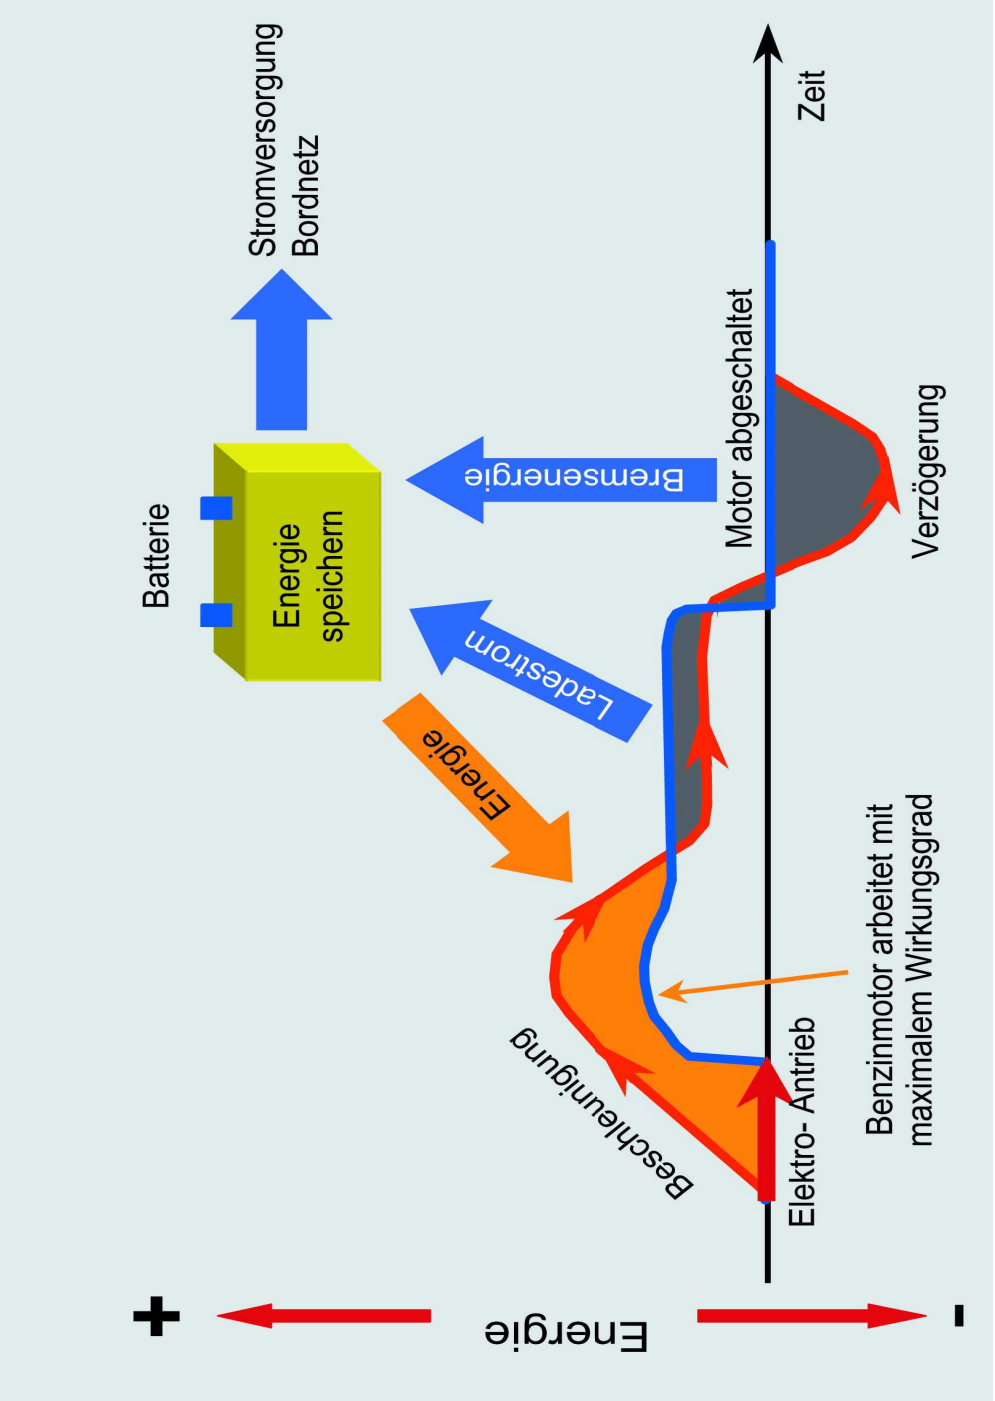 +
Energie
-
Batterie
Energie
speichern
Stromversorgung
Bordnetz
Energie
Ladestrom
Bremsenergie
Beschleunigung
Motor abgeschaltet
Zeit
Elektro- Antrieb
Verzögerung
Benzinmotor arbeitet mit
maximalem Wirkungsgrad